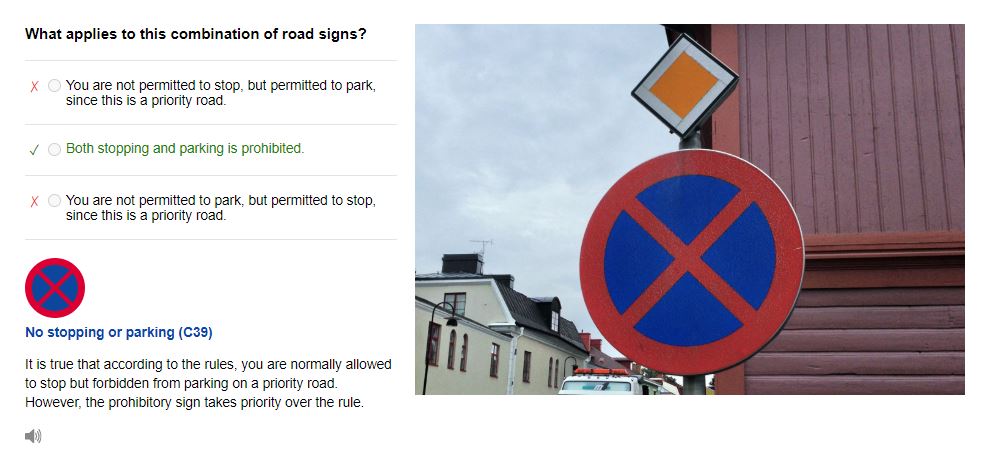 What applies to this combination of road signs?
You are not permitted to stop, but permitted to park,
since this is a priority road.
Both stopping and parking is prohibited.
You are not permitted to park, but permitted to stop,
since this is a priority road.
No stopping or parking (C39)
It is true that according to the rules, you are normally allowed
to stop but forbidden from parking on a priority road.
However, the prohibitory sign takes priority over the rule.